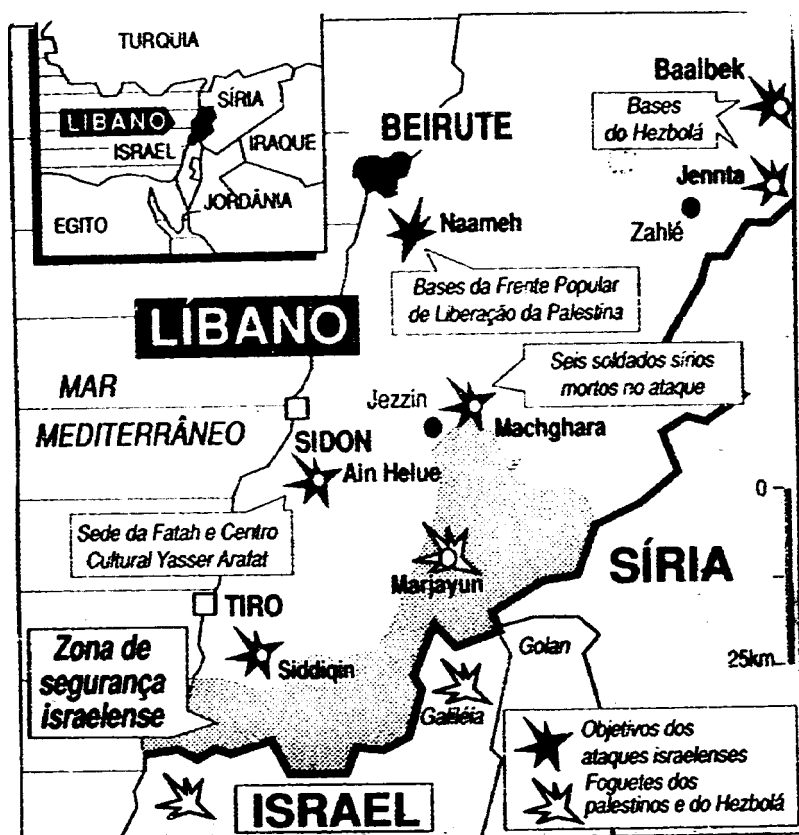 TURQUIA
SÍRIA
LÍBANO
ISRAEL
IRAQUE
JORDÂNIA
EGITO
BEIRUTE
Baalbek
Bases
do Hezbolá
Jennta
Zahlé
Naameh
Bases da Frente Popular
de Liberação da Palestina
LÍBANO
Seis soldados sírios
mortos no ataque
MAR
MEDITERRÂNEO
Jezzin
Machghara
SIDON
Ain Helue
Sede da Fatah e Centro
Cultural Yasser Arafat
0
SÍRIA
Marjayun
TIRO
Zona de
segurança
israelense
Siddiqin
Golan
25km
Galiléia
Objetivos dos
ataques israelenses
Foguetes dos
palestinos e do Hezbolá
ISRAEL